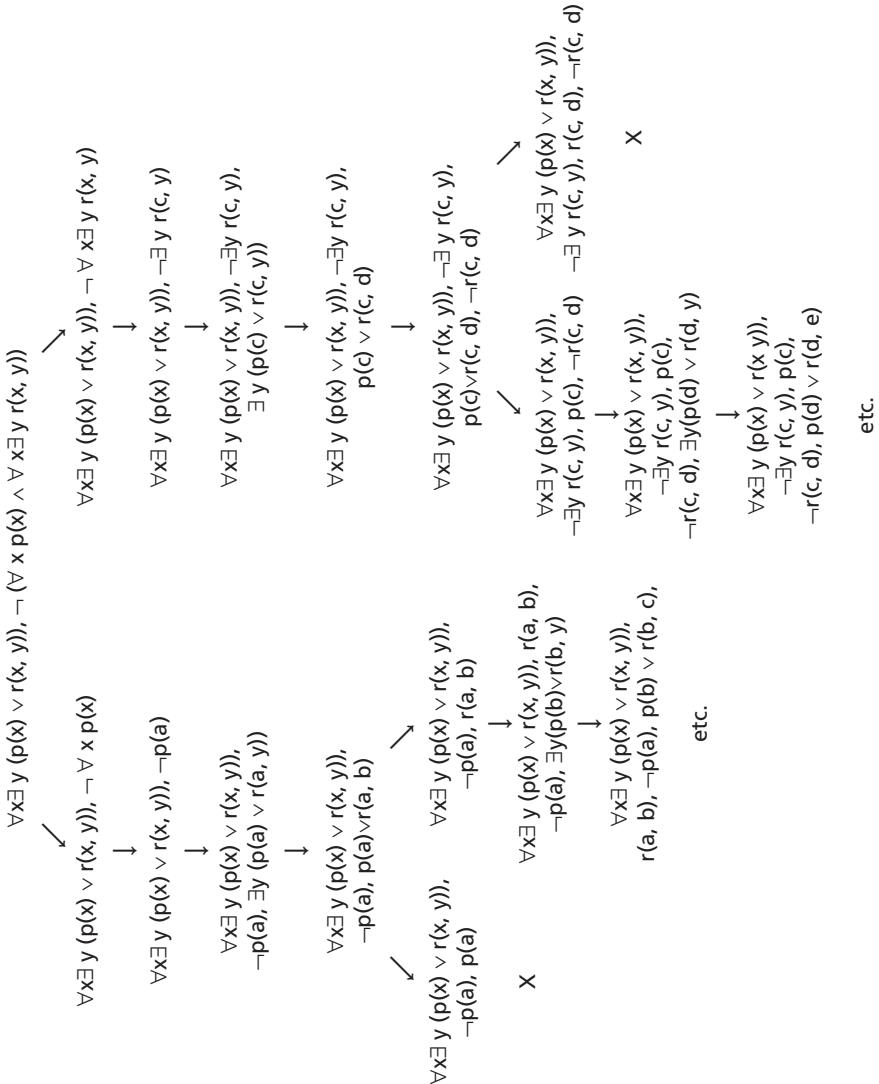 ∀x∃y (p(x) ∨ r(x, y)), ¬ (∀ x p(x) ∨ ∀ x∃ y r(x, y))
∀x∃y (p(x) ∨ r(x, y)), ¬ ∀ x p(x)
∀x∃y (p(x) ∨ r(x, y)), ¬p(a)
∀x∃y (p(x) ∨ r(x, y)),
¬p(a), ∃y (p(a) ∨ r(a, y))
∀x∃y (p(x) ∨ r(x, y)),
¬p(a), p(a)∨r(a, b)
∀x∃y (p(x) ∨ r(x, y)),
¬p(a), p(a)
X
∀x∃y (p(x) ∨ r(x, y)),
¬p(a), r(a, b)
∀x∃y (p(x) ∨ r(x, y)), r(a, b),
¬p(a), ∃y(p(b)∨r(b, y)
∀x∃y (p(x) ∨ r(x, y)),
r(a, b), ¬p(a), p(b) ∨ r(b, c),
etc.
∀x∃y (p(x) ∨ r(x, y)), ¬ ∀ x∃ y r(x, y)
∀x∃y (p(x) ∨ r(x, y)), ¬∃ y r(c, y)
∀x∃y (p(x) ∨ r(x, y)), ¬∃y r(c, y),
∃ y (p(c) ∨ r(c, y))
∀x∃y (p(x) ∨ r(x, y)), ¬∃y r(c, y),
p(c) ∨ r(c, d)
∀x∃y (p(x) ∨ r(x, y)), ¬∃ y r(c, y),
p(c)∨r(c, d), ¬r(c, d)
∀x∃y (p(x) ∨ r(x, y)),
¬∃y r(c, y), p(c), ¬r(c, d)
∀x∃y (p(x) ∨ r(x, y)),
¬∃y r(c, y), p(c),
¬r(c, d), ∃y(p(d) ∨ r(d, y)
∀x∃y (p(x) ∨ r(x y)),
¬∃y r(c, y), p(c),
¬r(c, d), p(d) ∨ r(d, e)
etc.
∀x∃y (p(x) ∨ r(x, y)),
¬∃ y r(c, y), r(c, d), ¬r(c, d)
X